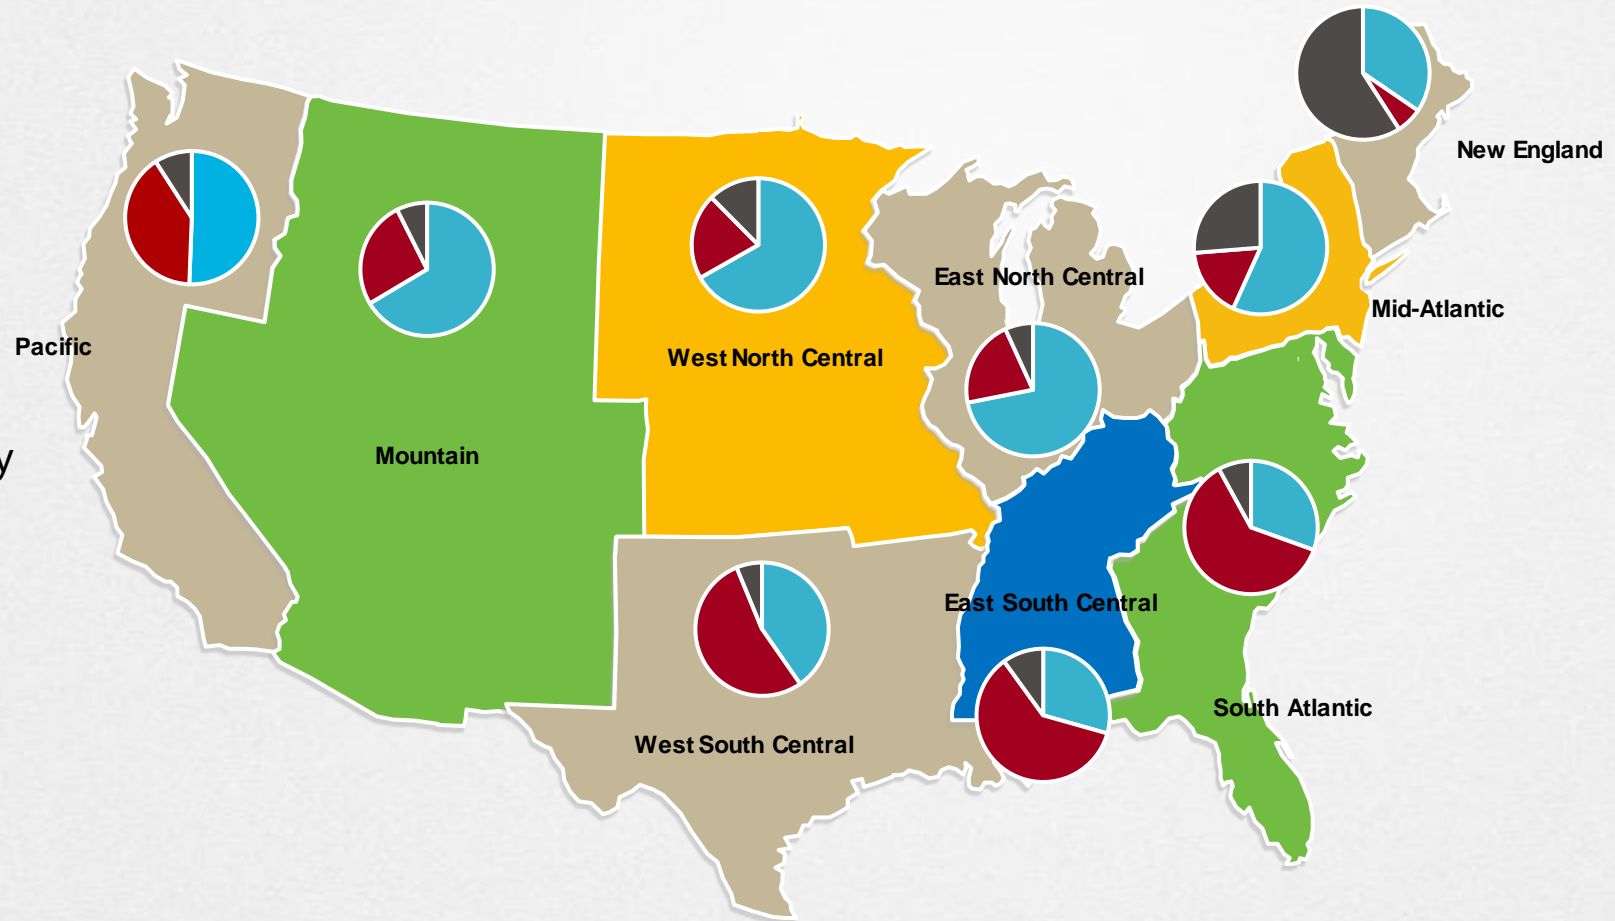 New England
East North Central
Mid-Atlantic
Pacific
West North Central
Mountain
y
East South Central
South Atlantic
West South Central